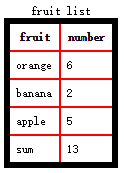 fruit list
fruit number
orange 6
banana 2
apple 5
sum 13